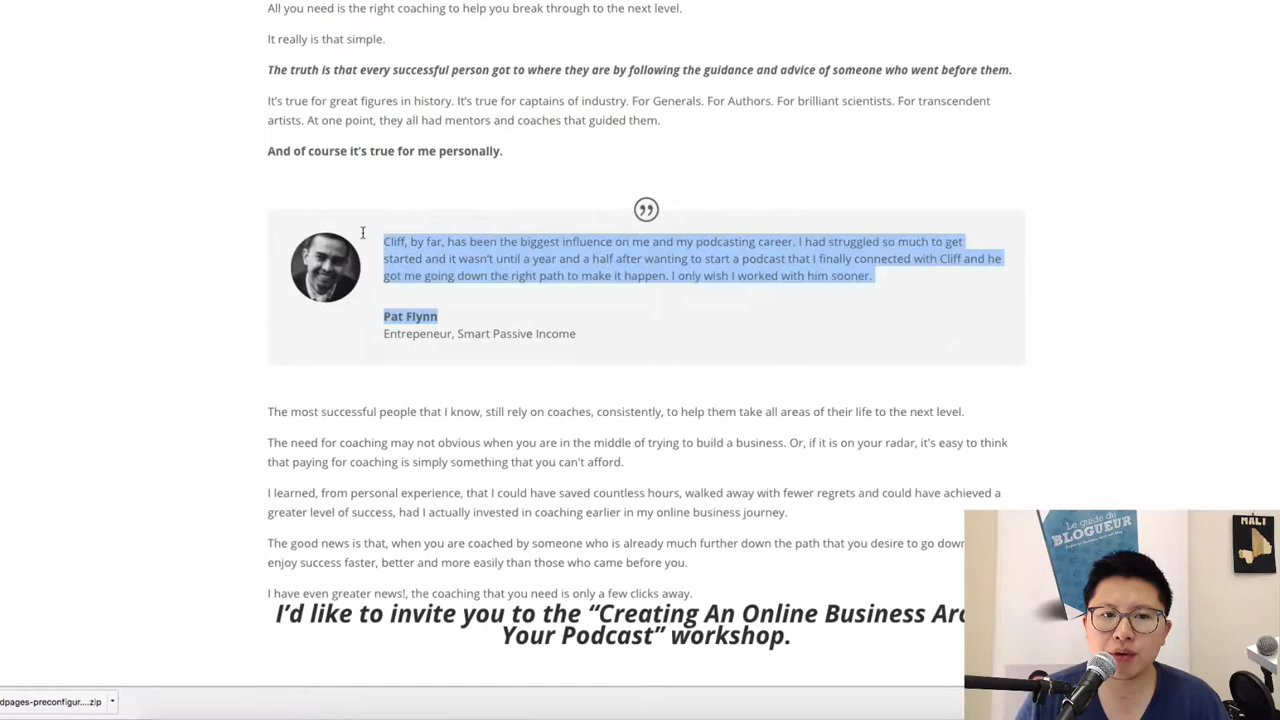 All you need is the right coaching to help you break through to the next level.
It really is that simple.
The truth is that every successful person got to where they are by following the guidance and advice of someone who went before them.
It's true for great figures in history. It's true for captains of industry. For Generals. For Authors. For brilliant scientists. For transcendent
artists. At one point, they all had mentors and coaches that guided them.
And of course it's true for me personally.
Cliff, by far, has been the biggest influence on me and my podcasting career. I had struggled so much to get
started and it wasn't until a year and a half after wanting to start a podcast that I finally connected with Cliff and he
got me going down the right path to make it happen. I only wish I worked with him sooner.
Pat Flynn
Entrepeneur, Smart Passive Income
The most successful people that I know, still rely on coaches, consistently, to help them take all areas of their life to the next level.
The need for coaching may not obvious when you are in the middle of trying to build a business. Or, if it is on your radar, it's easy to think
that paying for coaching is simply something that you can't afford.
I learned, from personal experience, that I could have saved countless hours, walked away with fewer regrets and could have achieved a
greater level of success, had I actually invested in coaching earlier in my online business journey.
The good news is that, when you are coached by someone who is already much further down the path that you desire to go down
enjoy success faster, better and more easily than those who came before you.
I have even greater news!, the coaching that you need is only a few clicks away.
I'd like to invite you to the "Creating An Online Business Aro
Your Podcast" workshop.
dpages-preconfigur....zip
Le guide du
BLOGUEUR
MALI